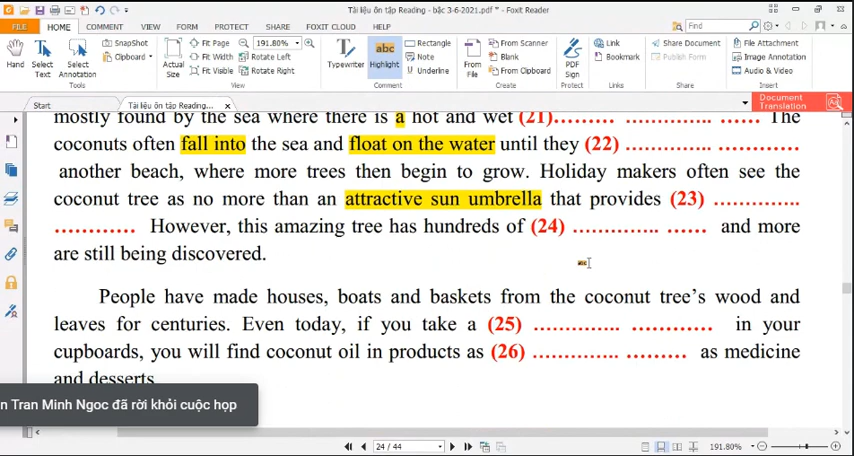 Tài liệu ôn tập Reading - bậc 3-6-2021.pdf * - Foxit Reader
FILE HOME COMMENT VIEW FORM PROTECT SHARE FOXIT CLOUD HELP
Find
Hand
Select Text
Select Annotation
SnapShot
Clipboard
Tools
Actual Size
Fit Page
Fit Width
Fit Visible
191.80%
Rotate Left
Rotate Right
View
Typewriter
Highlight
Rectangle
Note
Underline
Comment
From File
From Scanner
Blank
From Clipboard
Create
PDF Sign
Protect
Link
Bookmark
Links
Share Document
Publish Form
Share
File Attachment
Image Annotation
Audio & Video
Insert
Start
Tài liệu ôn tập Reading...
Document Translation
mostly found by the sea where there is a hot and wet (21)......... .............. ...... The
coconuts often fall into the sea and float on the water until they (22) .............. ............
another beach, where more trees then begin to grow. Holiday makers often see the
coconut tree as no more than an attractive sun umbrella that provides (23) ..............
............ However, this amazing tree has hundreds of (24) .............. ...... and more
are still being discovered.
abc
People have made houses, boats and baskets from the coconut tree’s wood and
leaves for centuries. Even today, if you take a (25) .............. ............ in your
cupboards, you will find coconut oil in products as (26) .............. ......... as medicine
and desserts
n Tran Minh Ngoc đã rời khỏi cuộc họp
24 / 44
191.80%